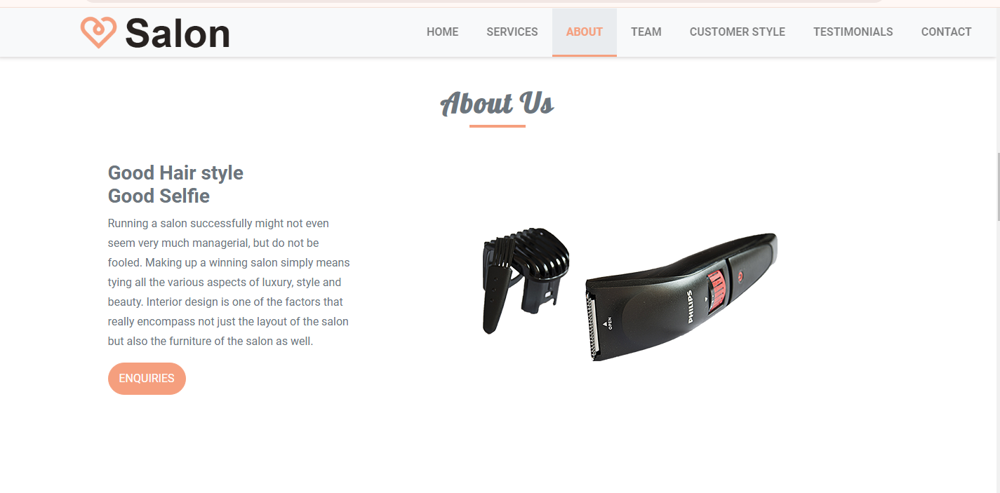 Salon
HOME SERVICES ABOUT TEAM CUSTOMER STYLE TESTIMONIALS CONTACT
About Us
Good Hair style
Good Selfie
Running a salon successfully might not even
seem very much managerial, but do not be
fooled. Making up a winning salon simply means
tying all the various aspects of luxury, style and
beauty. Interior design is one of the factors that
really encompass not just the layout of the salon
but also the furniture of the salon as well.
ENQUIRIES
PHILIPS
OPEN